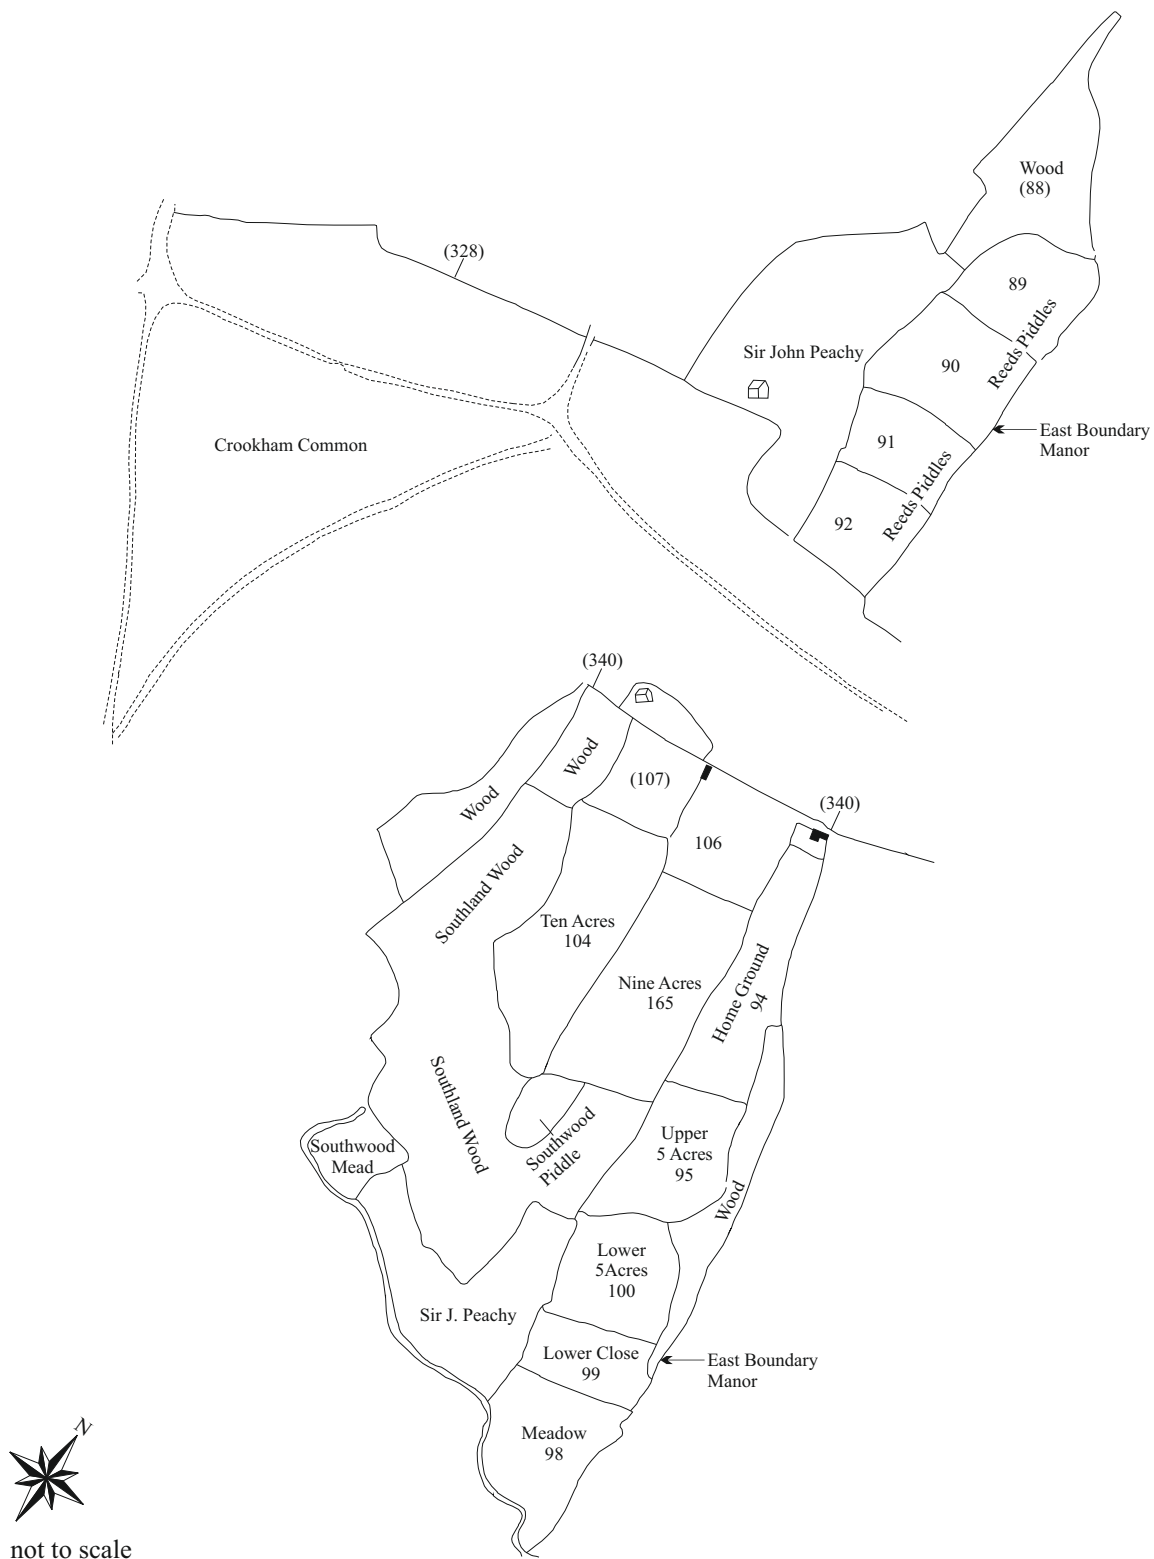 Wood
(88)
(328)
89
Reeds Piddles
Sir John Peachy
90
Crookham Common
91
East Boundary
Manor
Reeds Piddles
92
(340)
Wood
(107)
Wood
(340)
106
Southland Wood
Ten Acres
104
Nine Acres
165
Home Ground
94
Southland Wood
Southwood
Mead
Southwood
Piddle
Upper
5 Acres
95
Wood
Lower
5Acres
100
Sir J. Peachy
Lower Close
99
East Boundary
Manor
Meadow
98
N
not to scale